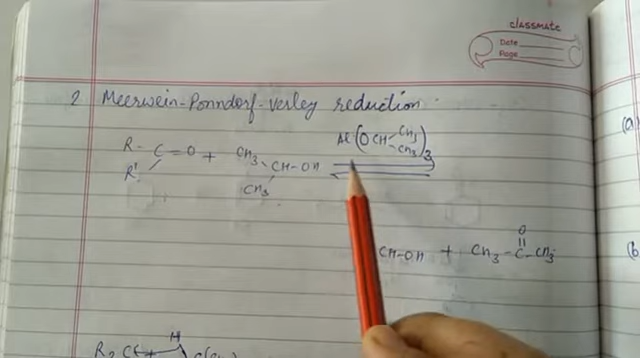 classmate
Date
Page
2 Meerwein-Ponndorf-Verley reduction.
R- C=O + CH3 CH-OH Al(OCH CH3 )3
R' CH3 CH3
CH-OH + CH3-C-CH3
O
(a)
(b)
H